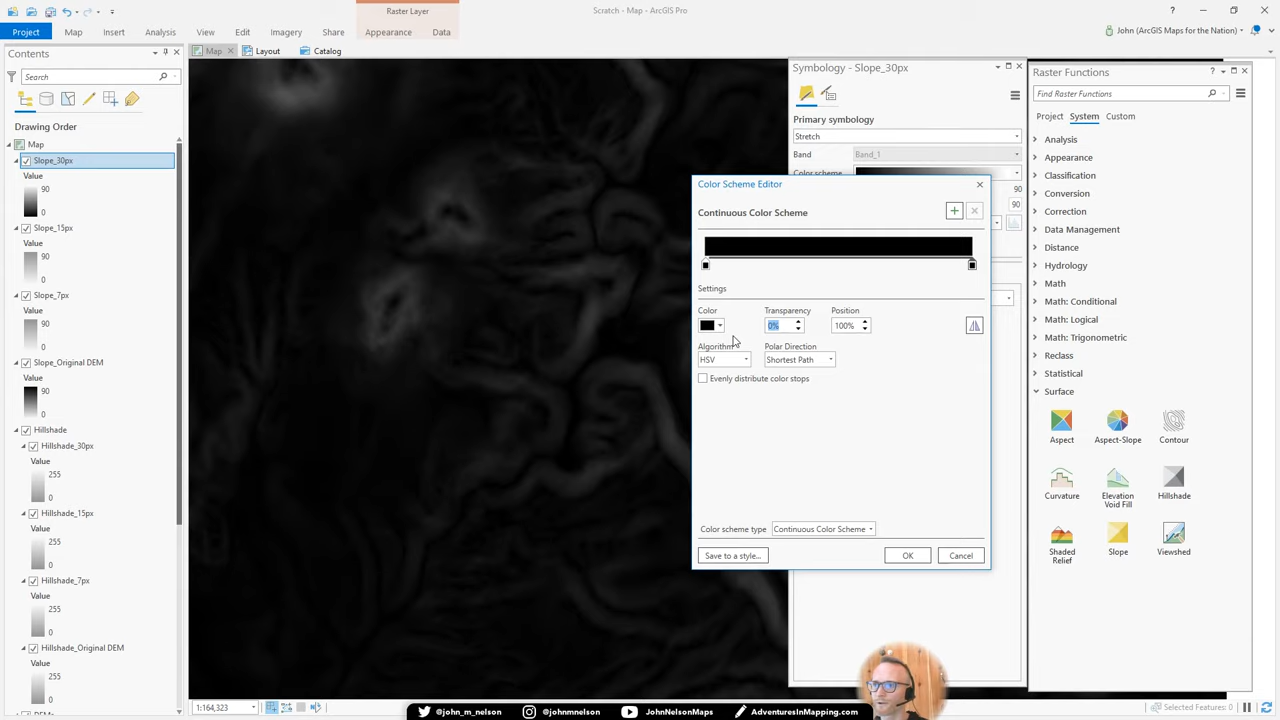 Raster Layer
Scratch - Map - ArcGIS Pro
?
Project Map Insert Analysis View Edit Imagery Share Appearance Data
John (ArcGIS Maps for the Nation)
Contents
Search
Drawing Order
Map
Slope_30px
Value
90
0
Slope_15px
Value
90
0
Slope_7px
Value
90
0
Slope_Original DEM
Value
90
0
Hillshade
Hillshade_30px
Value
255
0
Hillshade_15px
Value
255
0
Hillshade_7px
Value
255
0
Hillshade_Original DEM
Value
255
0
Map Layout Catalog
Symbology - Slope_30px
Primary symbology
Stretch
Band Band_1
Color scheme
90
90
Color Scheme Editor
Continuous Color Scheme
Settings
Color Transparency Position
0% 100%
Algorithm Polar Direction
HSV Shortest Path
Evenly distribute color stops
Color scheme type Continuous Color Scheme
Save to a style... OK Cancel
Raster Functions
?
Find Raster Functions
Project System Custom
Analysis
Appearance
Classification
Conversion
Correction
Data Management
Distance
Hydrology
Math
Math: Conditional
Math: Logical
Math: Trigonometric
Reclass
Statistical
Surface
Aspect Aspect-Slope Contour
Curvature Elevation Void Fill Hillshade
Shaded Relief Slope Viewshed
1:164,323
Selected Features: 0
@john_m_nelson @johnmnelson JohnNelsonMaps AdventuresInMapping.com